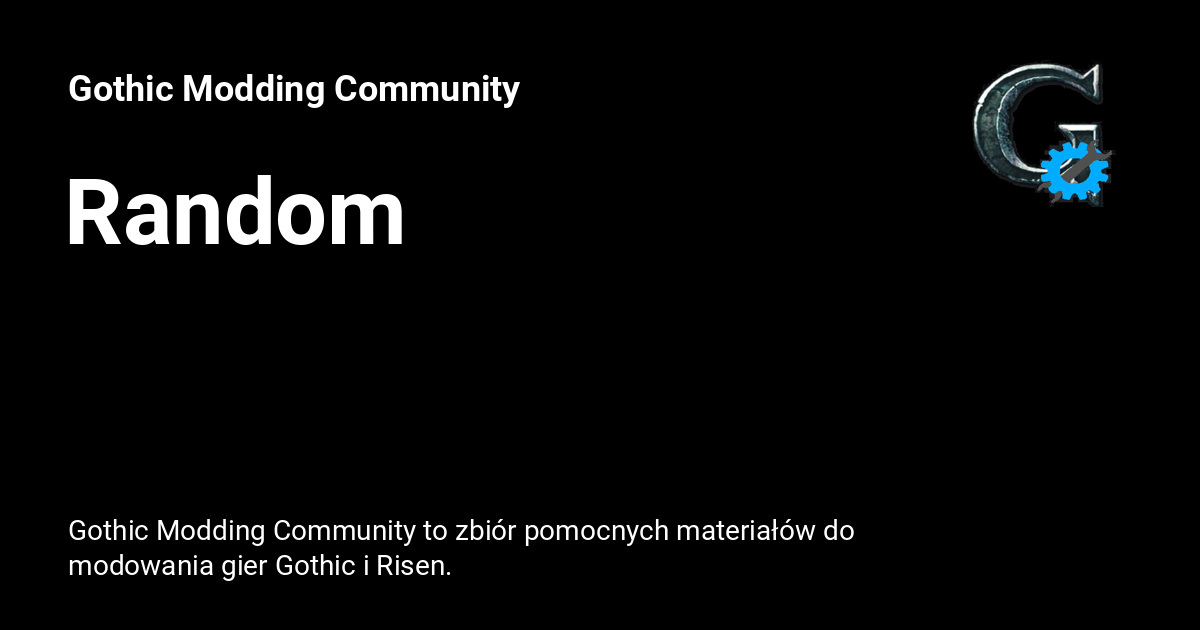 Gothic Modding Community
Random
Gothic Modding Community to zbiór pomocnych materiałów do
modowania gier Gothic i Risen.